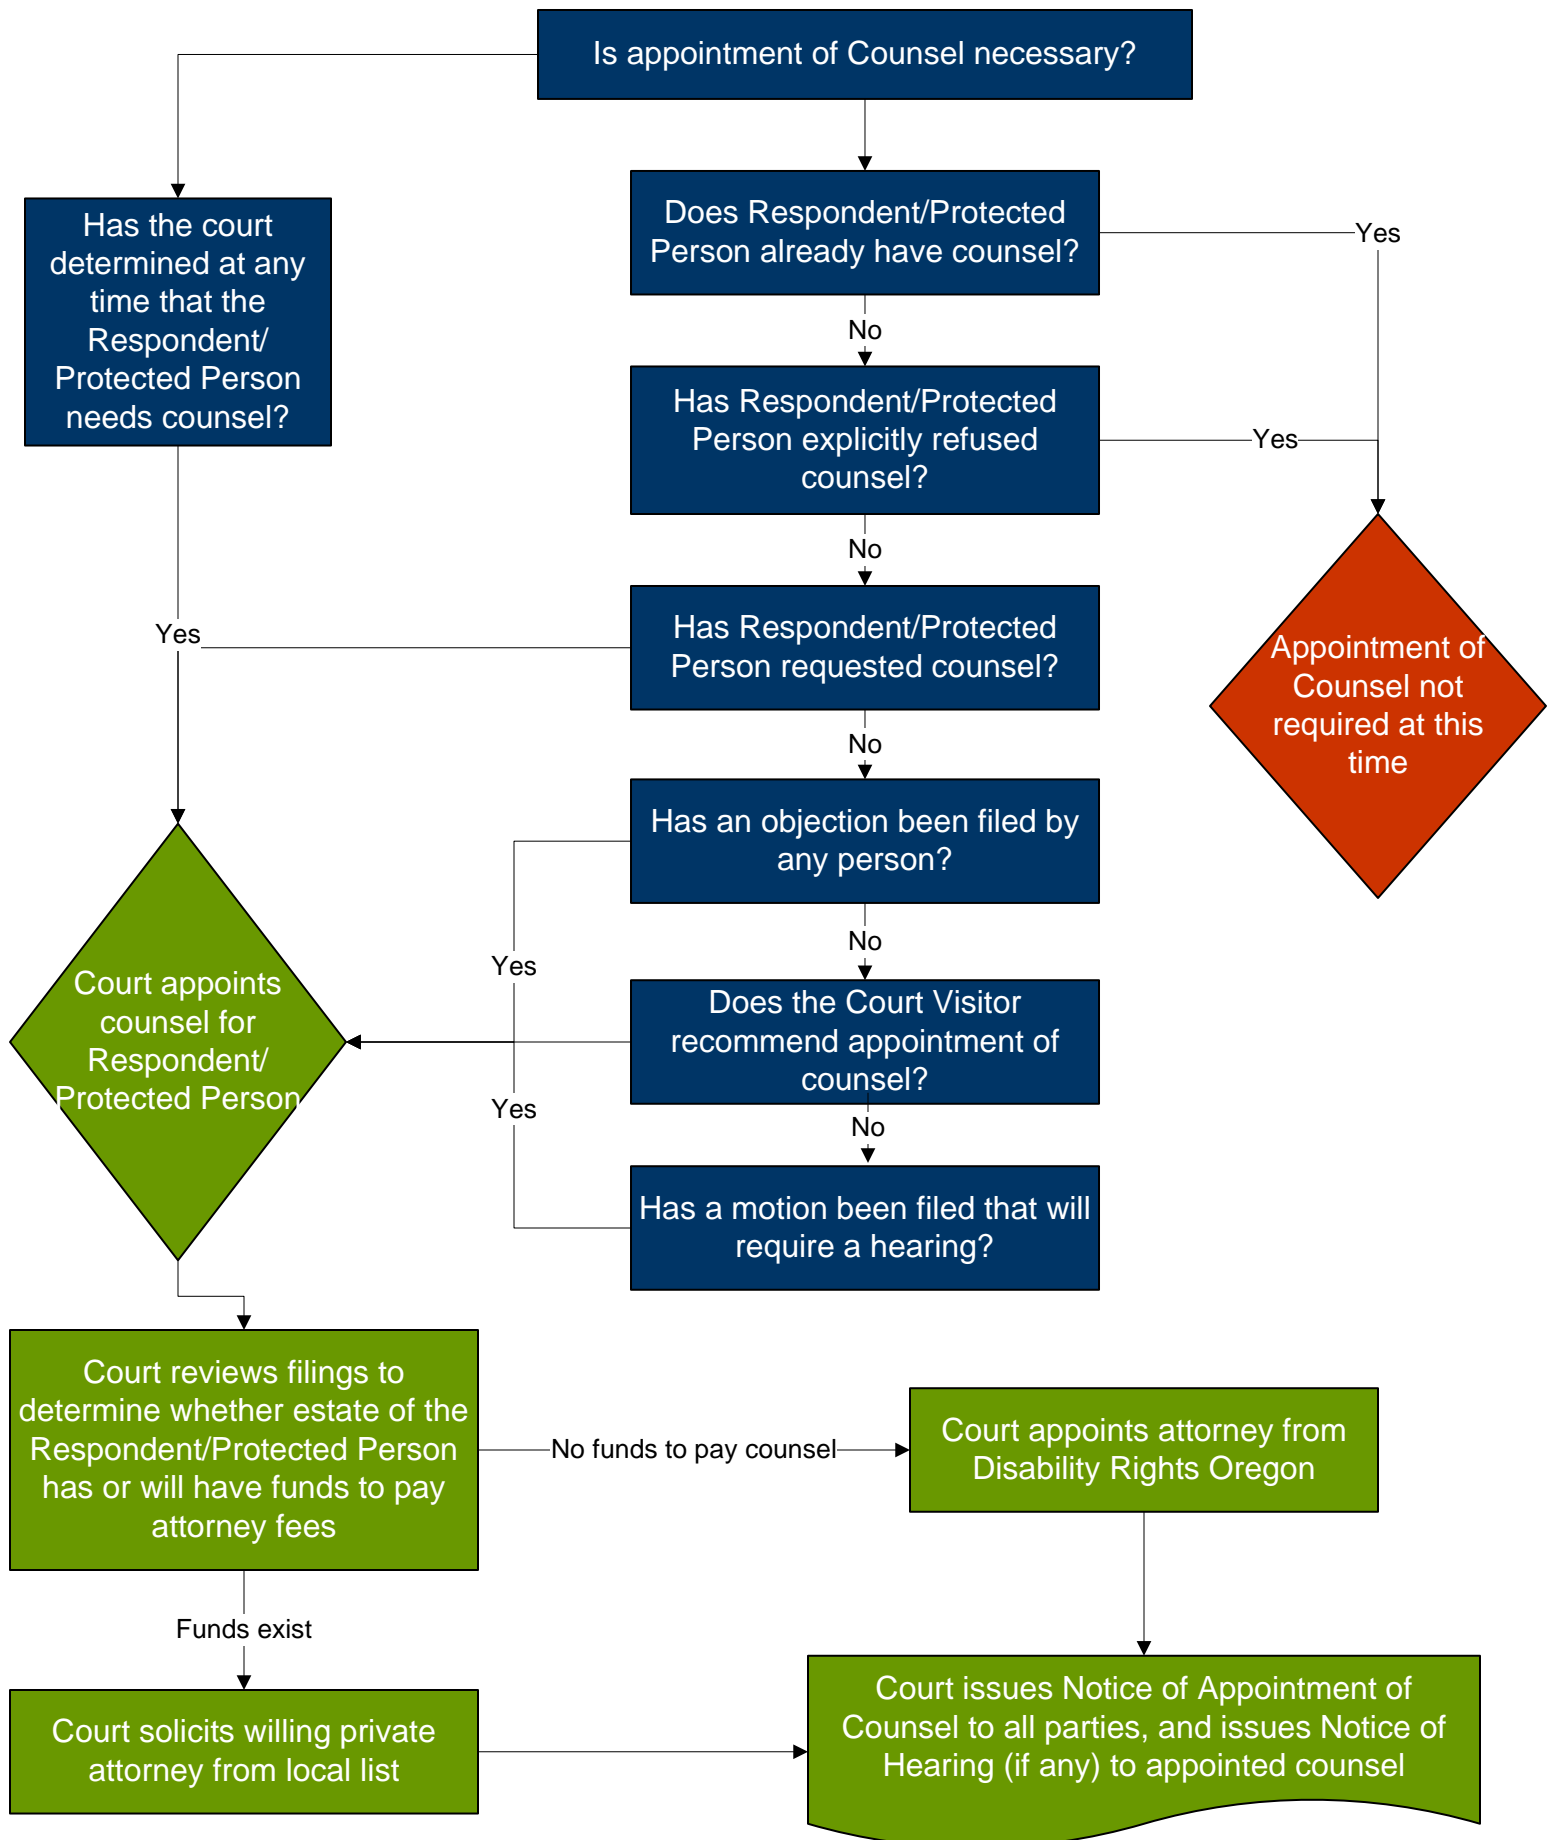 Is appointment of Counsel necessary?
Has the court
determined at any
time that the
Respondent/
Protected Person
needs counsel?
Does Respondent/Protected
Person already have counsel?
Yes
No
Has Respondent/Protected
Person explicitly refused
counsel?
Yes
No
Has Respondent/Protected
Person requested counsel?
Yes
Appointment of
Counsel not
required at this
time
No
Has an objection been filed by
any person?
No
Yes
Does the Court Visitor
recommend appointment of
counsel?
Court appoints
counsel for
Respondent/
Protected Person
Yes
No
Has a motion been filed that will
require a hearing?
Court reviews filings to
determine whether estate of the
Respondent/Protected Person
has or will have funds to pay
attorney fees
No funds to pay counsel
Court appoints attorney from
Disability Rights Oregon
Funds exist
Court solicits willing private
attorney from local list
Court issues Notice of Appointment of
Counsel to all parties, and issues Notice of
Hearing (if any) to appointed counsel